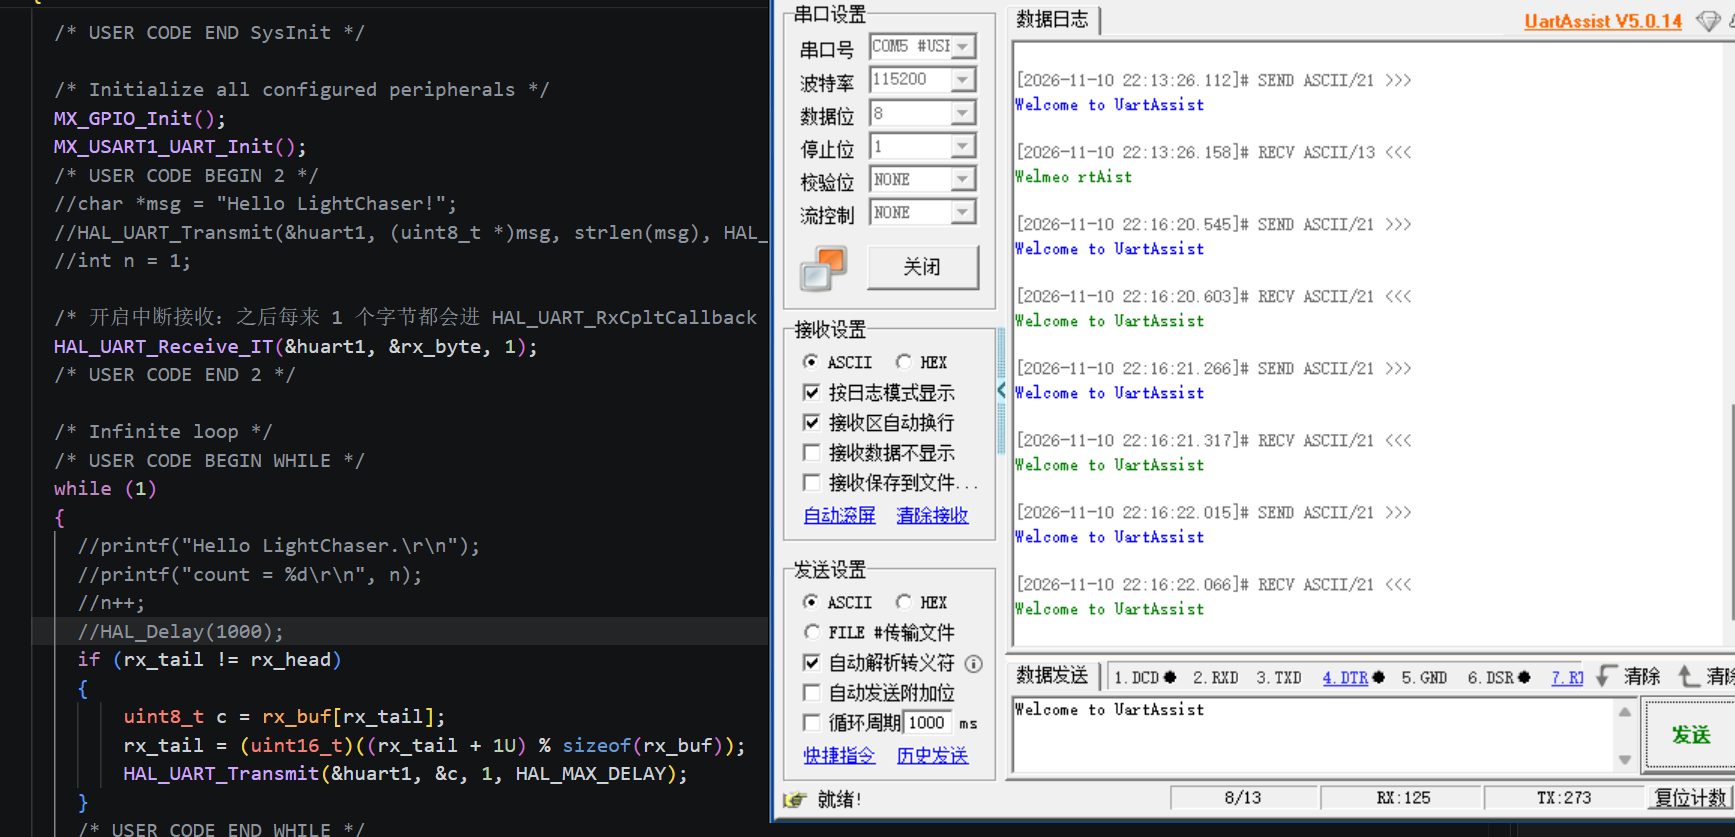 /* USER CODE END SysInit */
/* Initialize all configured peripherals */
MX_GPIO_Init();
MX_USART1_UART_Init();
/* USER CODE BEGIN 2 */
//char *msg = "Hello LightChaser!";
//HAL_UART_Transmit(&huart1, (uint8_t *)msg, strlen(msg), HAL_
//int n = 1;
/* 开启中断接收: 之后每来 1 个字节都会进 HAL_UART_RxCpltCallback
HAL_UART_Receive_IT(&huart1, &rx_byte, 1);
/* USER CODE END 2 */
/* Infinite loop */
/* USER CODE BEGIN WHILE */
while (1)
{
//printf("Hello LightChaser.\r\n");
//printf("count = %d\r\n", n);
//n++;
//HAL_Delay(1000);
if (rx_tail != rx_head)
{
uint8_t c = rx_buf[rx_tail];
rx_tail = (uint16_t)((rx_tail + 1U) % sizeof(rx_buf));
HAL_UART_Transmit(&huart1, &c, 1, HAL_MAX_DELAY);
}
/* USER CODE END WHILE */
串口设置
串口号 COM5 #USB
波特率 115200
数据位 8
停止位 1
校验位 NONE
流控制 NONE
关闭
接收设置
ASCII HEX
按日志模式显示
接收区自动换行
接收数据不显示
接收保存到文件...
自动滚屏 清除接收
发送设置
ASCII HEX
FILE #传输文件
自动解析转义符
自动发送附加位
循环周期 1000 ms
快捷指令 历史发送
就绪!
数据日志
UartAssist V5.0.14
[2026-11-10 22:13:26.112]# SEND ASCII/21 >>>
Welcome to UartAssist
[2026-11-10 22:13:26.158]# RECV ASCII/13 <<<
Welmeo rtAist
[2026-11-10 22:16:20.545]# SEND ASCII/21 >>>
Welcome to UartAssist
[2026-11-10 22:16:20.603]# RECV ASCII/21 <<<
Welcome to UartAssist
[2026-11-10 22:16:21.266]# SEND ASCII/21 >>>
Welcome to UartAssist
[2026-11-10 22:16:21.317]# RECV ASCII/21 <<<
Welcome to UartAssist
[2026-11-10 22:16:22.015]# SEND ASCII/21 >>>
Welcome to UartAssist
[2026-11-10 22:16:22.066]# RECV ASCII/21 <<<
Welcome to UartAssist
数据发送 1.DCD 2.RXD 3.TXD 4.DTR 5.GND 6.DSR 7.RT 清除 清除
Welcome to UartAssist
发送
8/13 RX:125 TX:273 复位计数